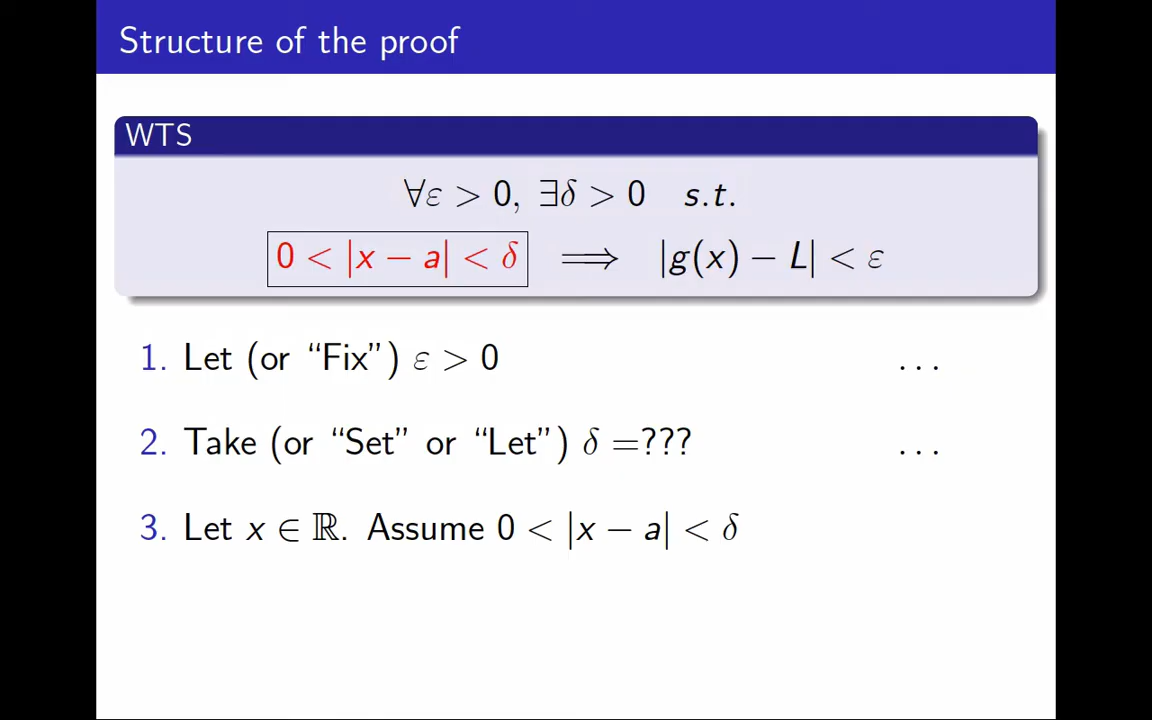 Structure of the proof
WTS
∀ε > 0, ∃δ > 0 s.t.
0 < |x − a| < δ ⟹ |g(x) − L| < ε
1. Let (or “Fix”) ε > 0 ...
2. Take (or “Set” or “Let”) δ =??? ...
3. Let x ∈ ℝ. Assume 0 < |x − a| < δ